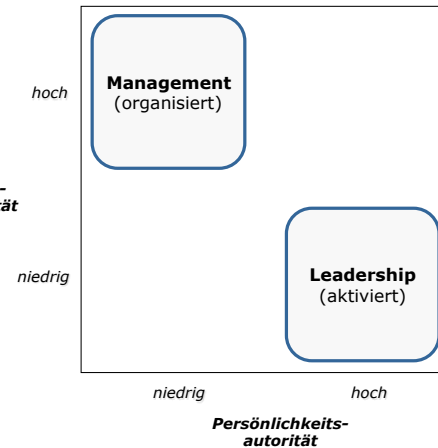 Management
(organisiert)
hoch
niedrig
Leadership
(aktiviert)
niedrig
hoch
Persönlichkeits-
autorität